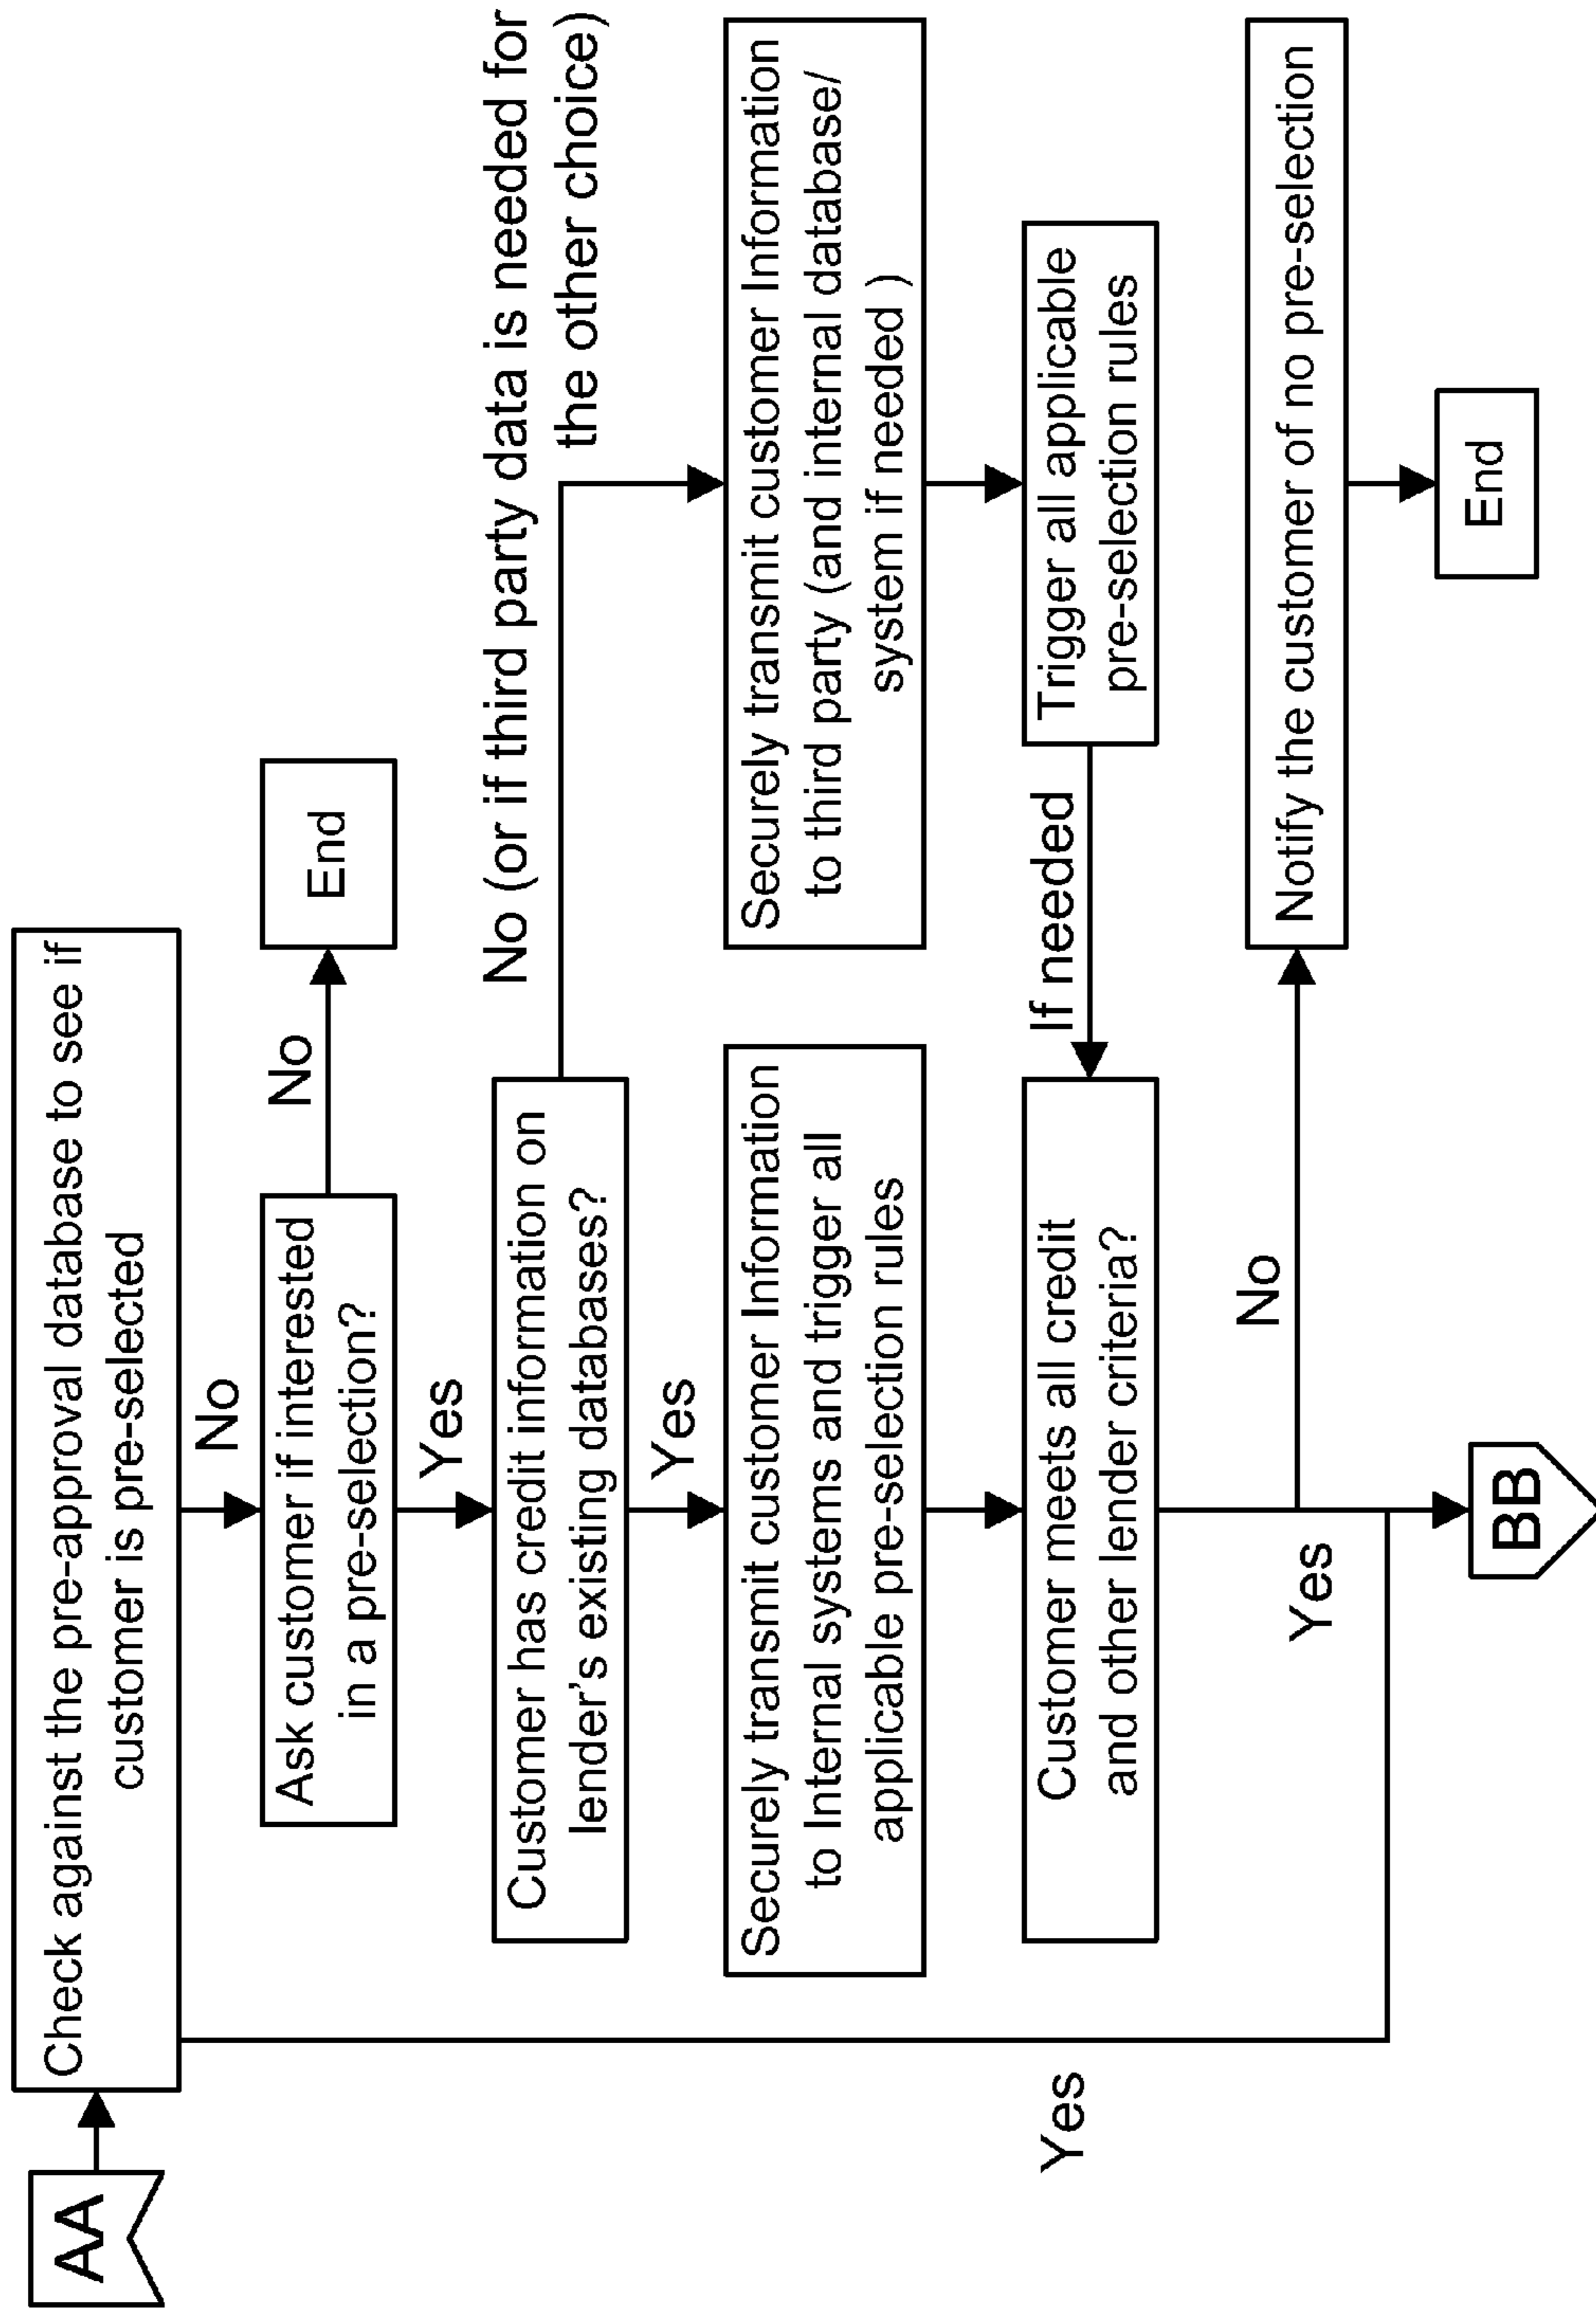 AA
Check against the pre-approval database to see if
customer is pre-selected
No
Ask customer if interested
in a pre-selection?
No
End
Yes
Customer has credit information on
lender's existing databases?
No (or if third party data is needed for
the other choice)
Yes
Securely transmit customer Information
to Internal systems and trigger all
applicable pre-selection rules
Securely transmit customer Information
to third party (and internal database/
system if needed )
Trigger all applicable
pre-selection rules
If needed
Customer meets all credit
and other lender criteria?
Yes
No
Notify the customer of no pre-selection
Yes
End
BB